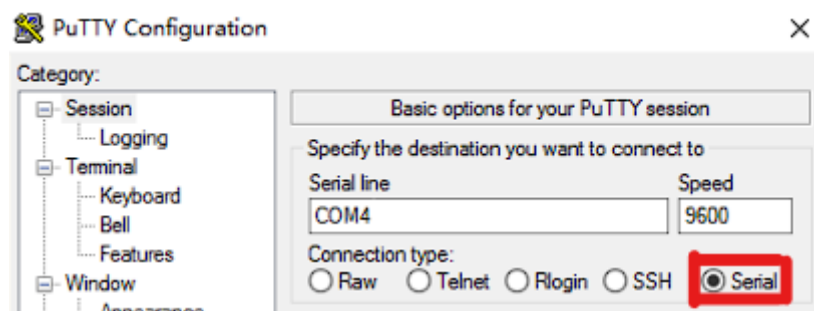 PuTTY Configuration
Category:
Session
Logging
Terminal
Keyboard
Bell
Features
Window
Appearance
Basic options for your PuTTY session
Specify the destination you want to connect to
Serial line
Speed
COM4
9600
Connection type:
Raw
Telnet
Rlogin
SSH
Serial